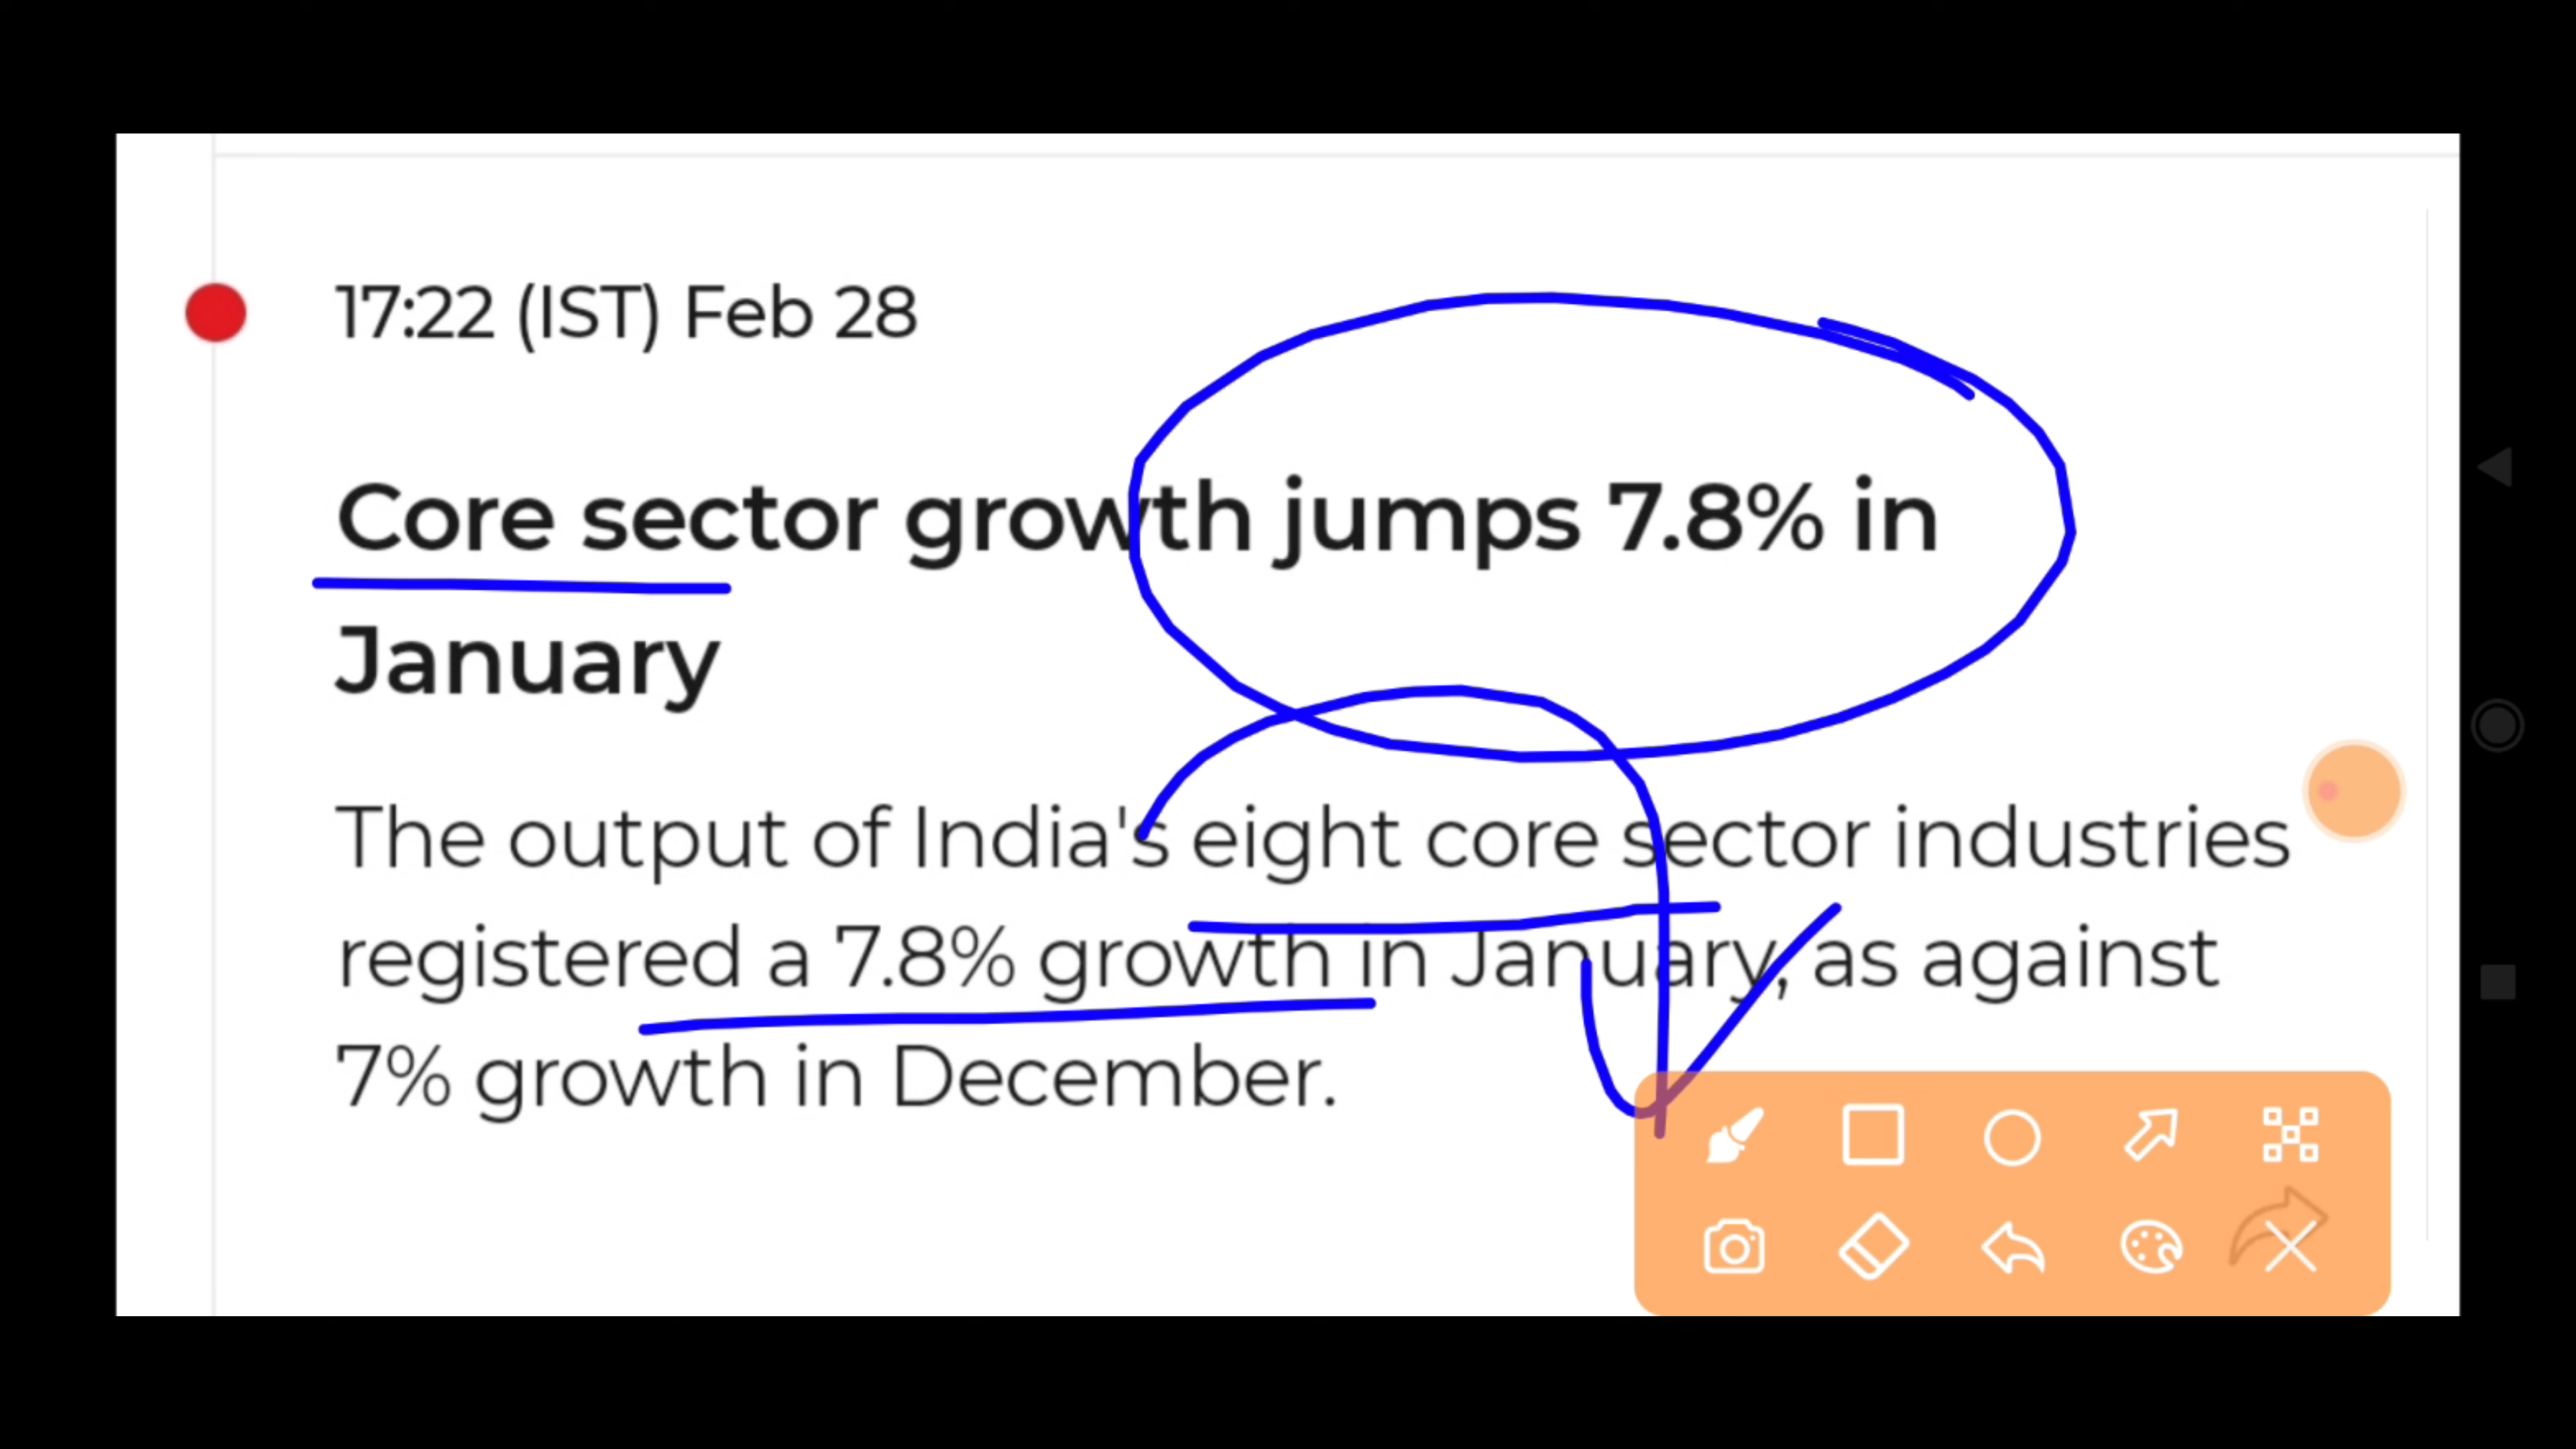 17:22 (IST) Feb 28
Core sector growth jumps 7.8% in
January
The output of India's eight core sector industries
registered a 7.8% growth in January, as against
7% growth in December.